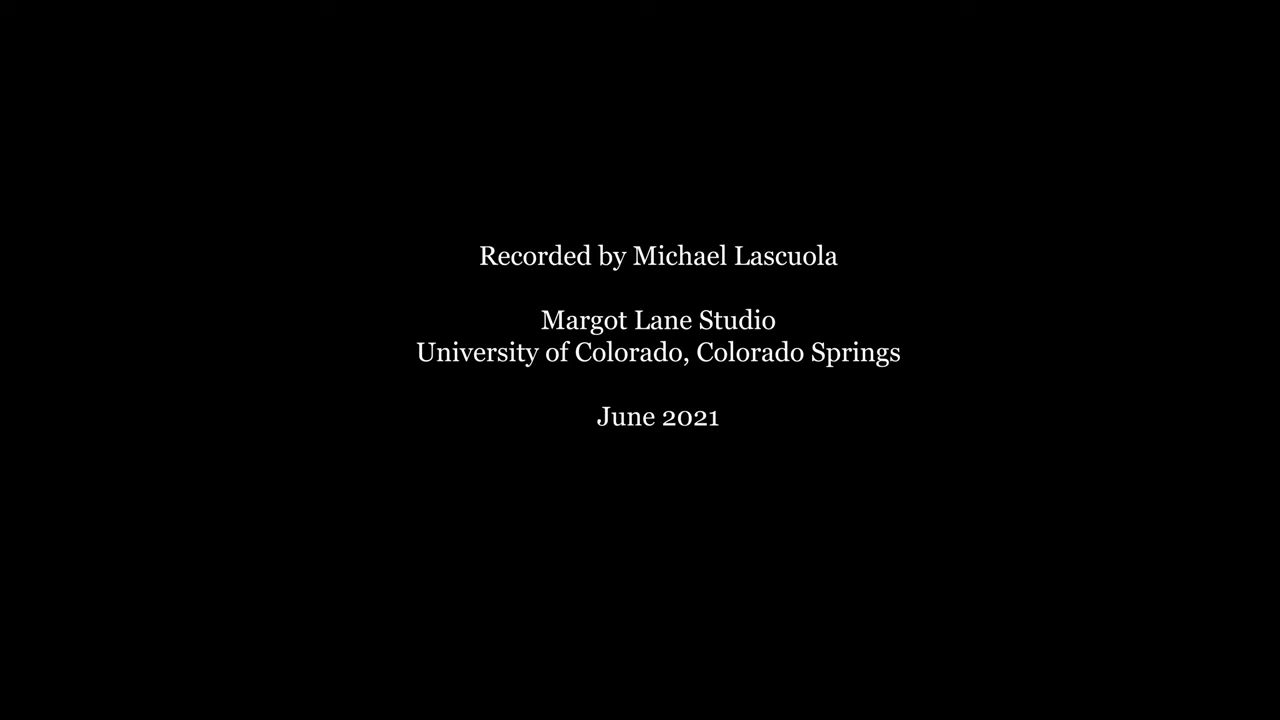 Recorded by Michael Lascuola
Margot Lane Studio
University of Colorado, Colorado Springs
June 2021